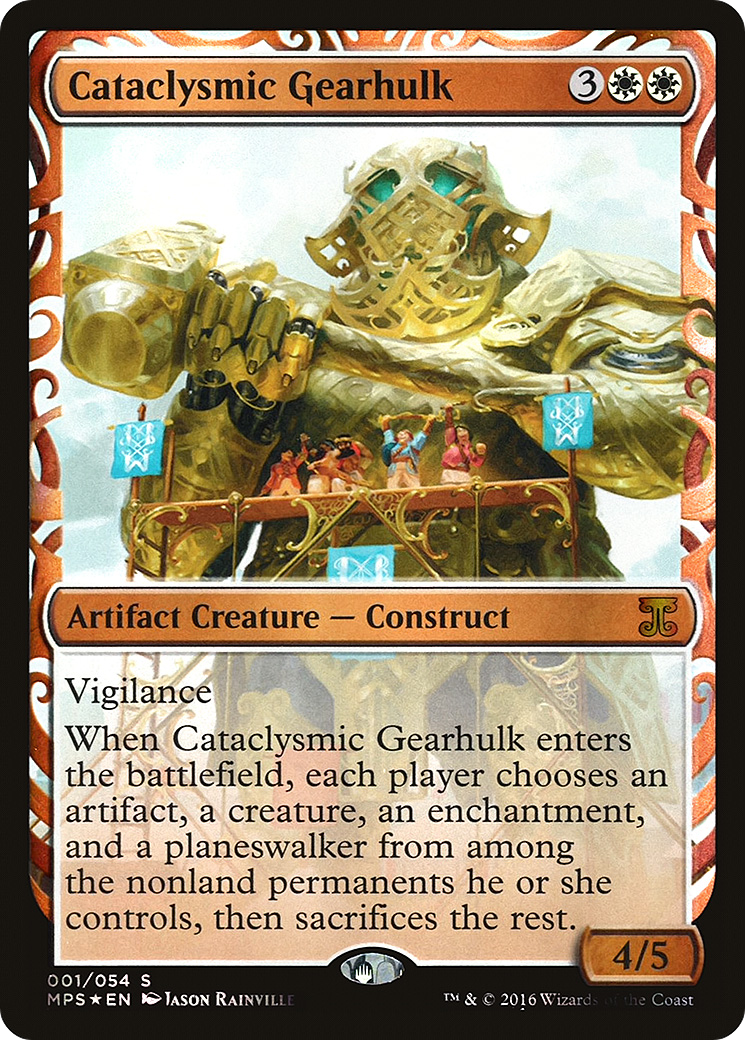 Cataclysmic Gearhulk 3
Artifact Creature — Construct
Vigilance
When Cataclysmic Gearhulk enters
the battlefield, each player chooses an
artifact, a creature, an enchantment,
and a planeswalker from among
the nonland permanents he or she
controls, then sacrifices the rest.
4/5
001/054 S
MPS★EN Jason Rainville
™ & © 2016 Wizards of the Coast